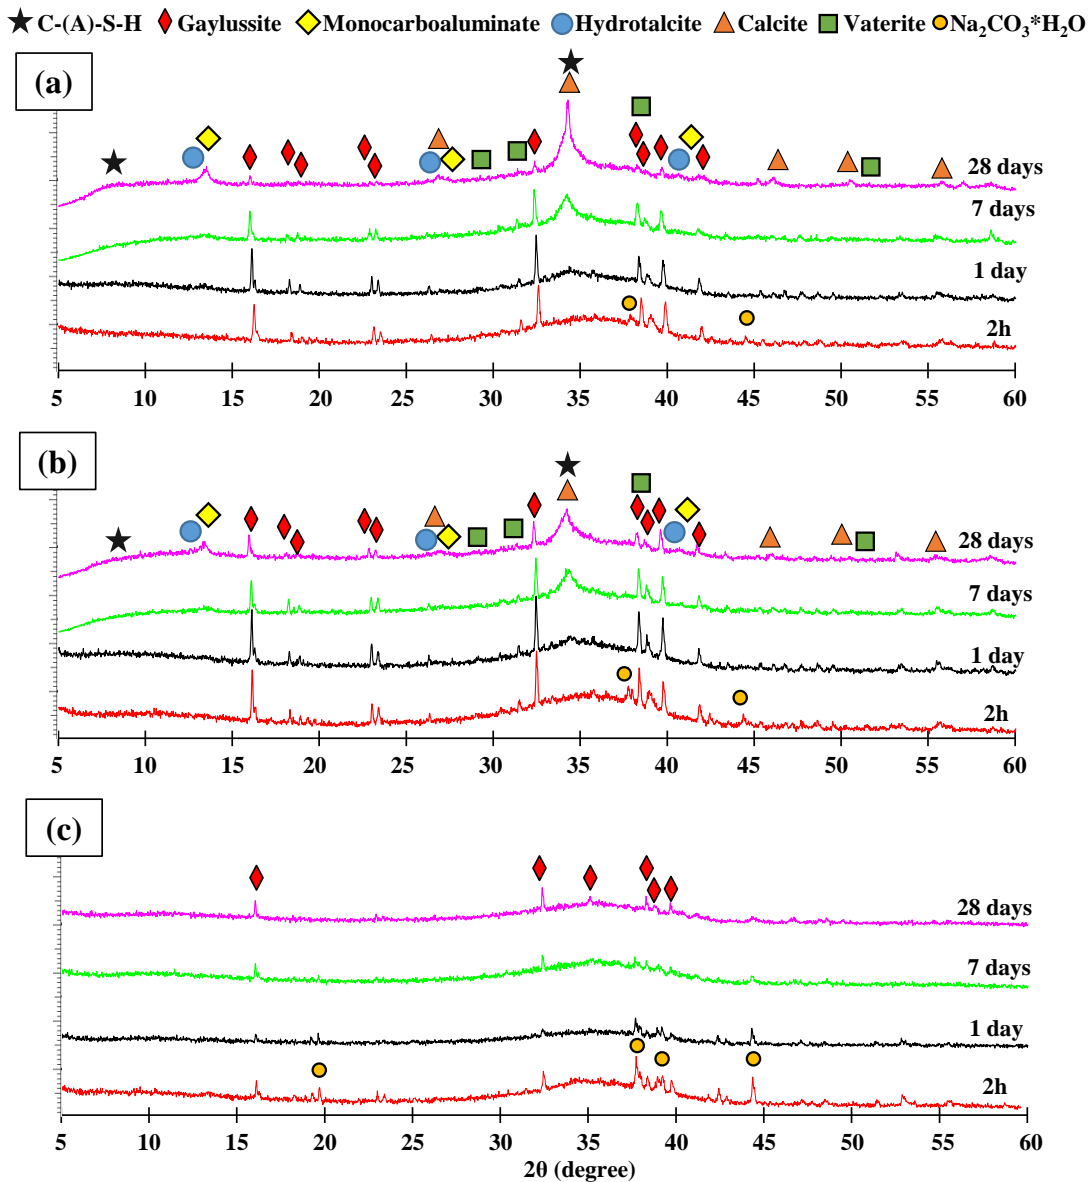 C-(A)-S-H Gaylussite Monocarboaluminate Hydrotalcite Calcite Vaterite Na₂CO₃*H₂O
(a)
28 days
7 days
1 day
2h
5 10 15 20 25 30 35 40 45 50 55 60
(b)
28 days
7 days
1 day
2h
5 10 15 20 25 30 35 40 45 50 55 60
(c)
28 days
7 days
1 day
2h
5 10 15 20 25 30 35 40 45 50 55 60
2θ (degree)